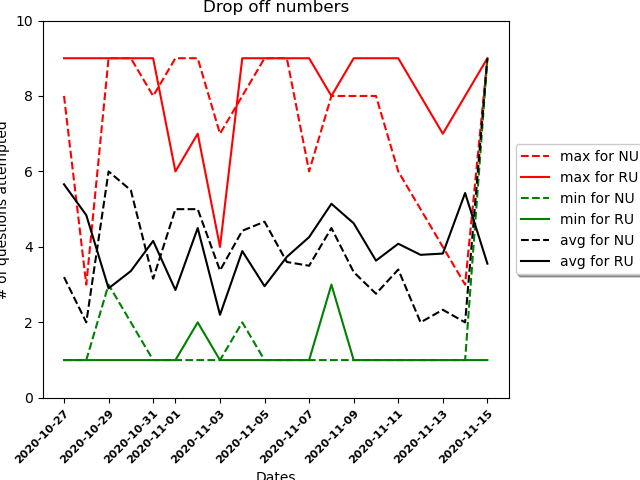 Drop off numbers
# of questions attempted
10
8
6
4
2
0
2020-10-27
2020-10-29
2020-10-31
2020-11-01
2020-11-03
2020-11-05
2020-11-07
2020-11-09
2020-11-11
2020-11-13
2020-11-15
Dates
max for NU
max for RU
min for NU
min for RU
avg for NU
avg for RU